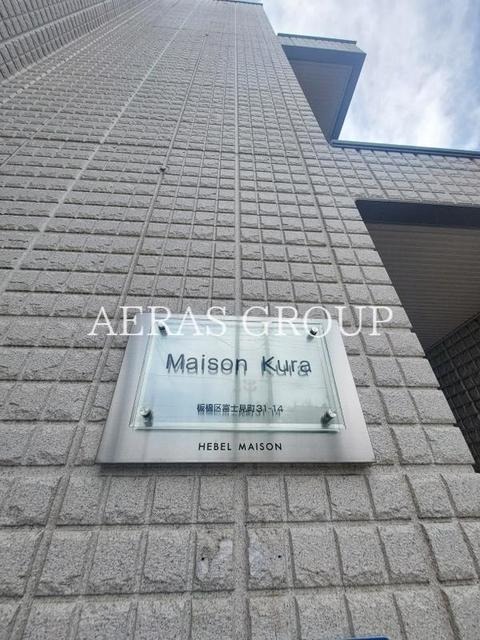 AERAS GROUP
Maison Kura
板橋区富士見町31-14
HEBEL MAISON